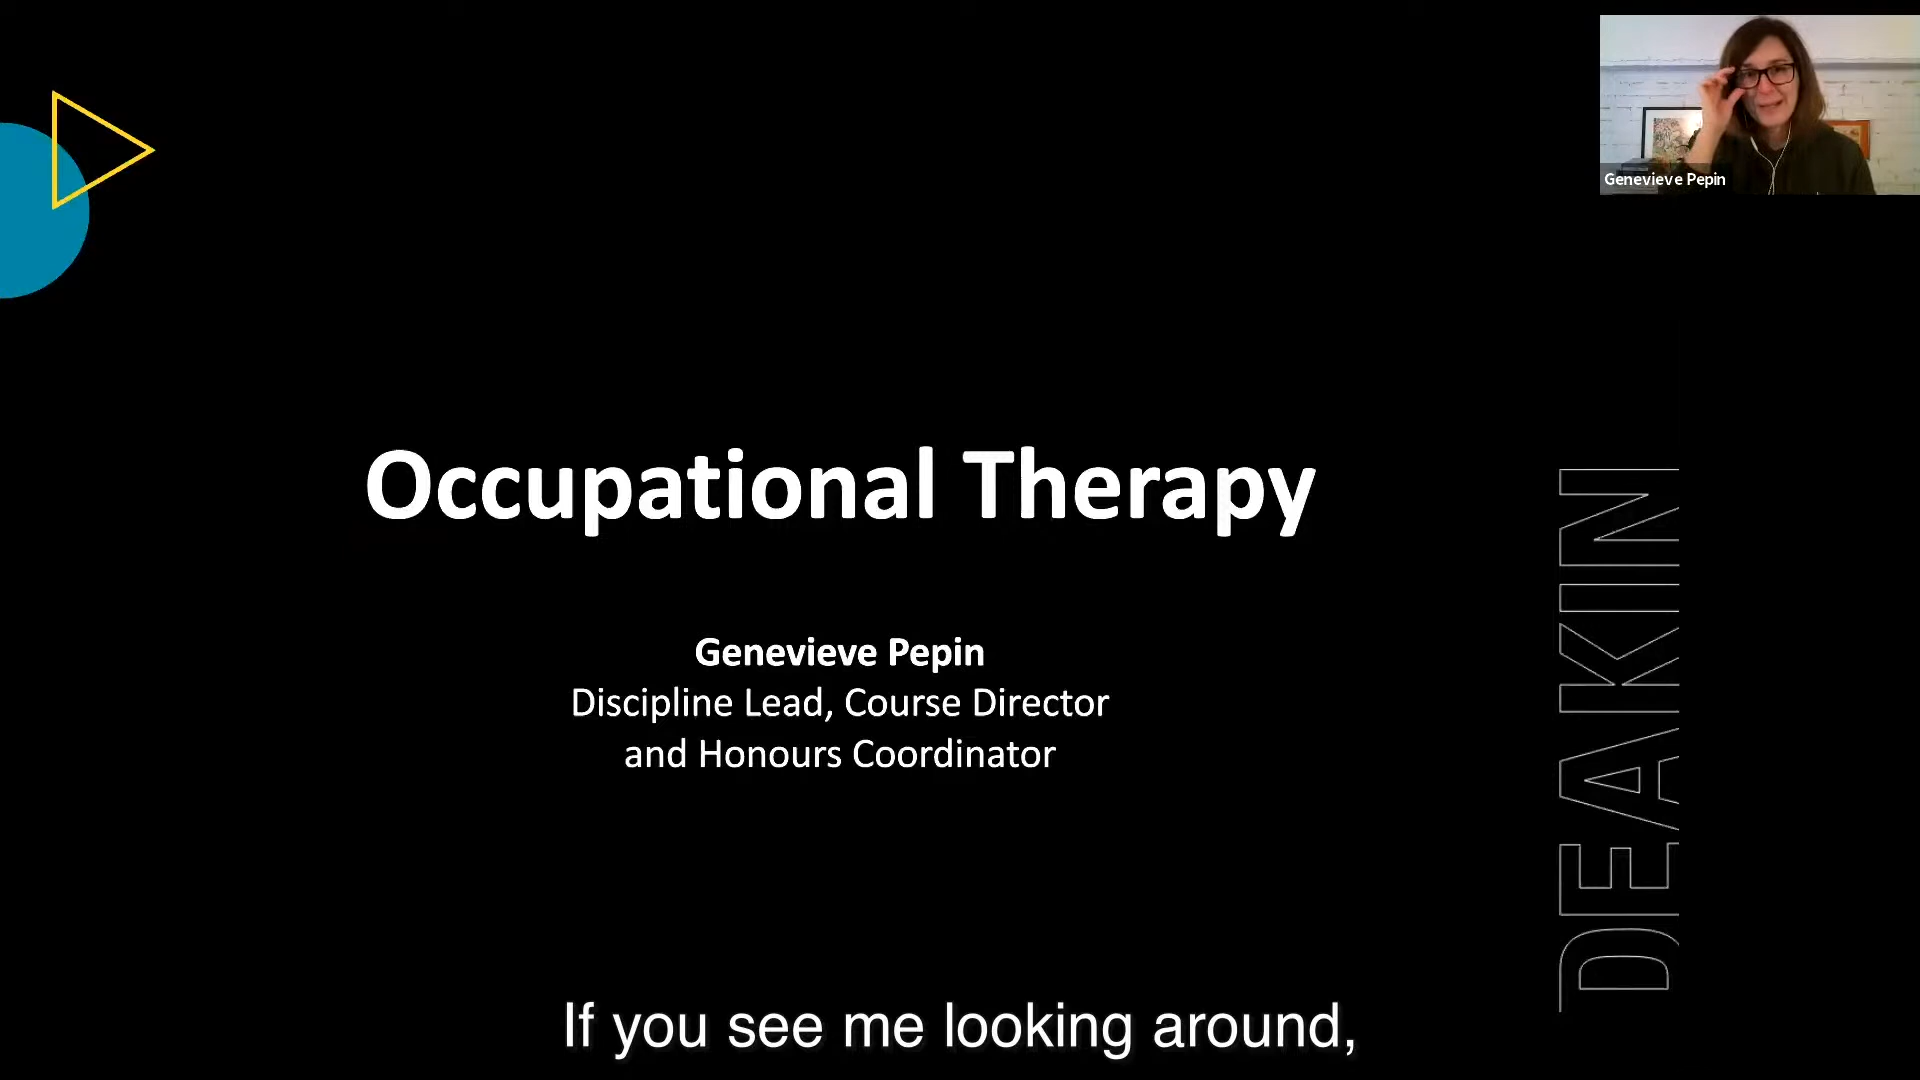 Genevieve Pepin
Occupational Therapy
Genevieve Pepin
Discipline Lead, Course Director
and Honours Coordinator
DEAKIN
If you see me looking around,